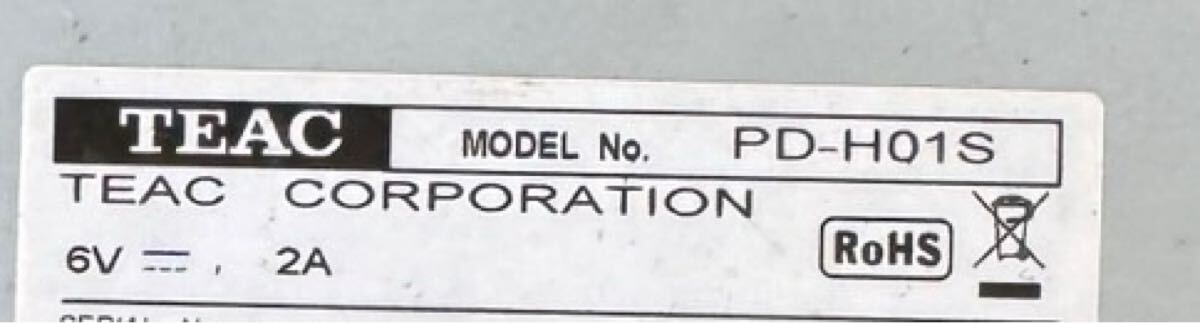 TEAC MODEL No. PD-H01S
TEAC CORPORATION
6V ⎓, 2A
RoHS